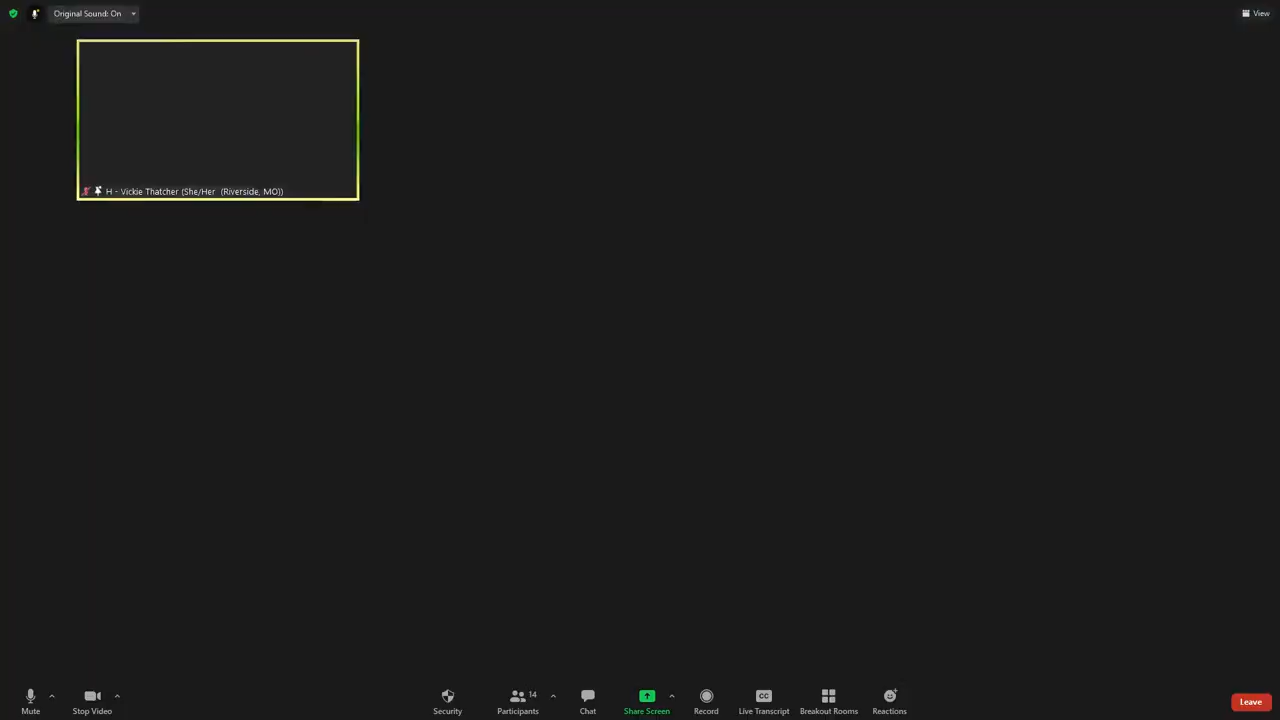 Original Sound: On
View
H - Vickie Thatcher (She/Her (Riverside, MO))
14
CC
Mute
Stop Video
Security
Participants
Chat
Share Screen
Record
Live Transcript
Breakout Rooms
Reactions
Leave